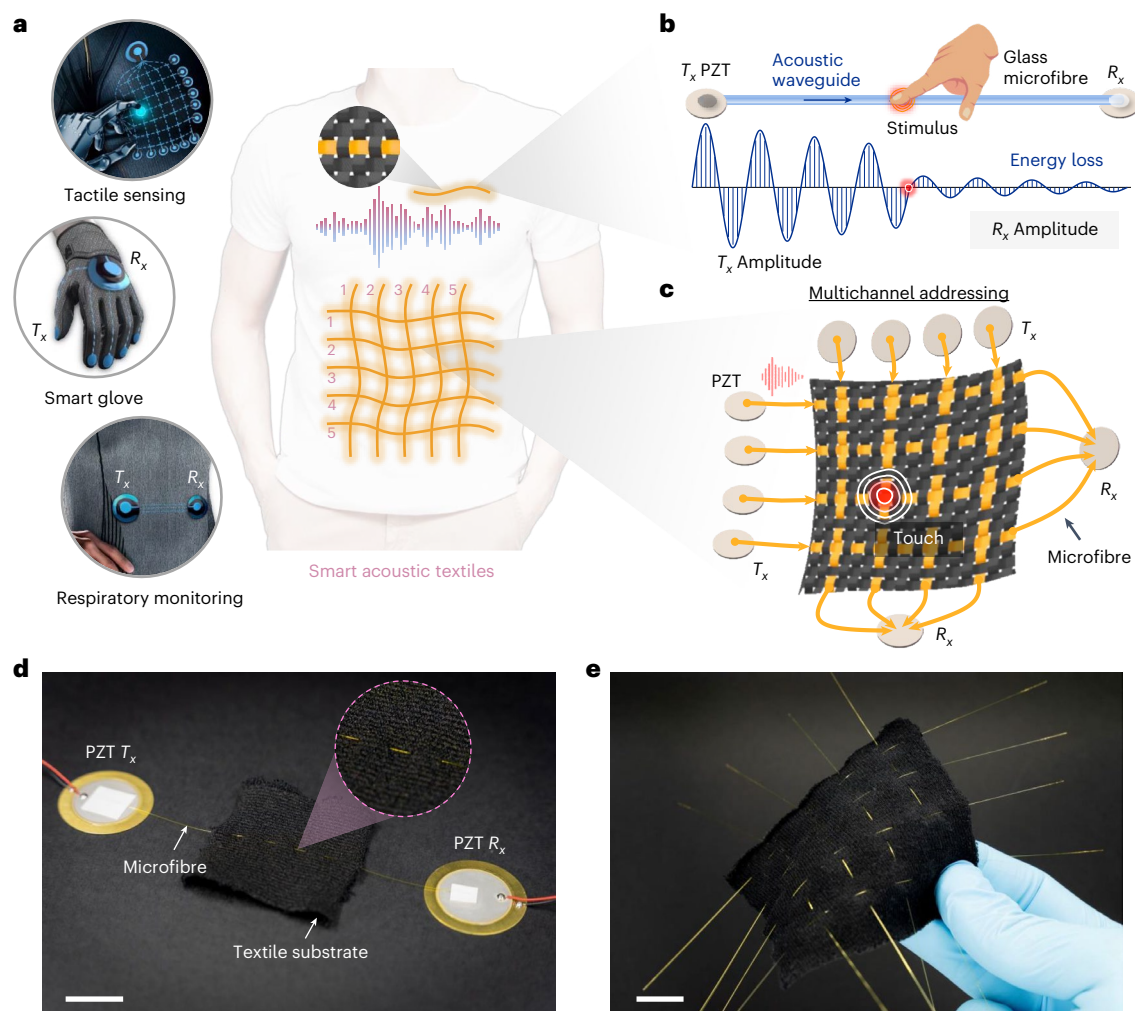 a
Tactile sensing
R_x
T_x
Smart glove
T_x
R_x
Respiratory monitoring
1 2 3 4 5
1
2
3
4
5
Smart acoustic textiles
b
T_x PZT
Acoustic
waveguide
Glass
microfibre
R_x
Stimulus
Energy loss
R_x Amplitude
T_x Amplitude
c
Multichannel addressing
T_x
PZT
R_x
Touch
T_x
Microfibre
R_x
d
PZT T_x
Microfibre
PZT R_x
Textile substrate
e